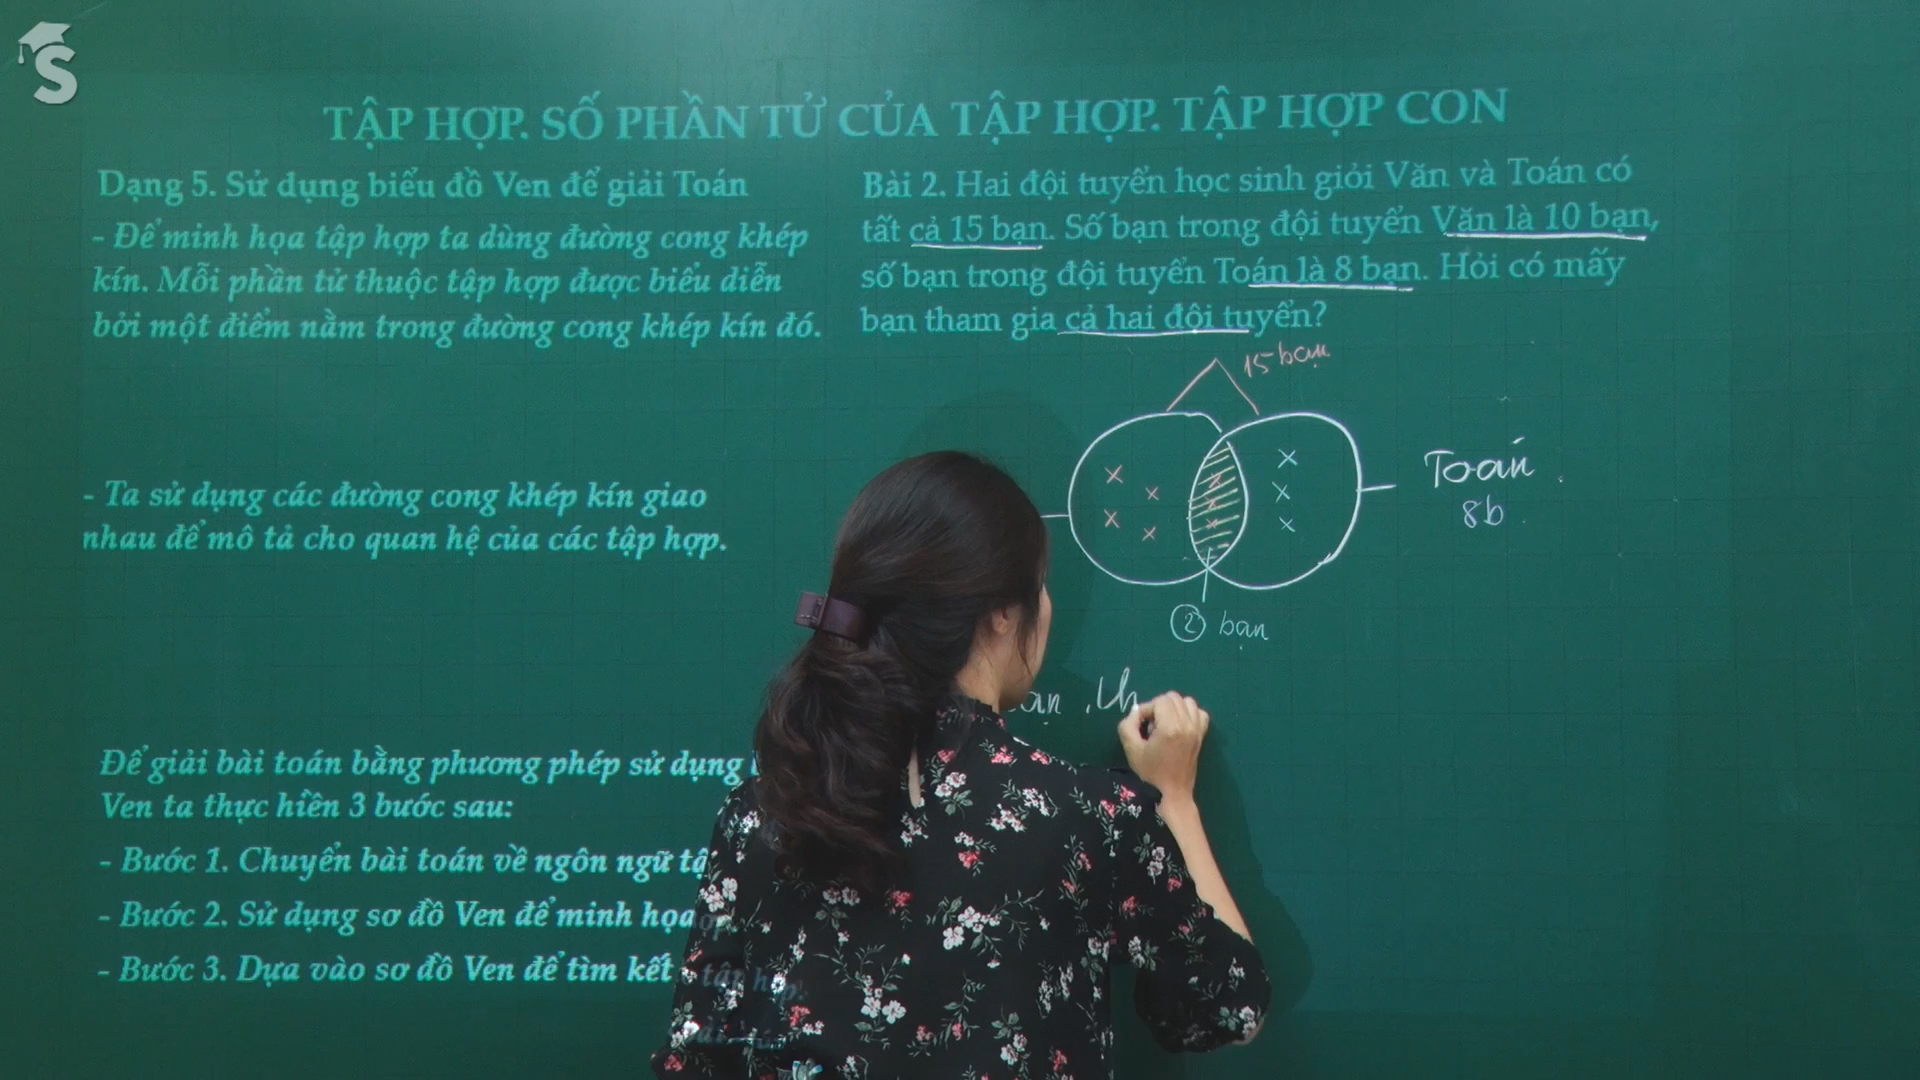 S
TẬP HỢP. SỐ PHẦN TỬ CỦA TẬP HỢP. TẬP HỢP CON
Dạng 5. Sử dụng biểu đồ Ven để giải Toán
- Để minh họa tập hợp ta dùng đường cong khép
kín. Mỗi phần tử thuộc tập hợp được biểu diễn
bởi một điểm nằm trong đường cong khép kín đó.
- Ta sử dụng các đường cong khép kín giao
nhau để mô tả cho quan hệ của các tập hợp.
Để giải bài toán bằng phương phép sử dụng
Ven ta thực hiên 3 bước sau:
- Bước 1. Chuyển bài toán về ngôn ngữ
- Bước 2. Sử dụng sơ đồ Ven để minh họa
- Bước 3. Dựa vào sơ đồ Ven để tìm kết
tập hợp.
Bài 2. Hai đội tuyển học sinh giỏi Văn và Toán có
tất cả 15 bạn. Số bạn trong đội tuyển Văn là 10 bạn,
số bạn trong đội tuyển Toán là 8 bạn. Hỏi có mấy
bạn tham gia cả hai đội tuyển?
15 bạn
Toán
8b
2 bạn